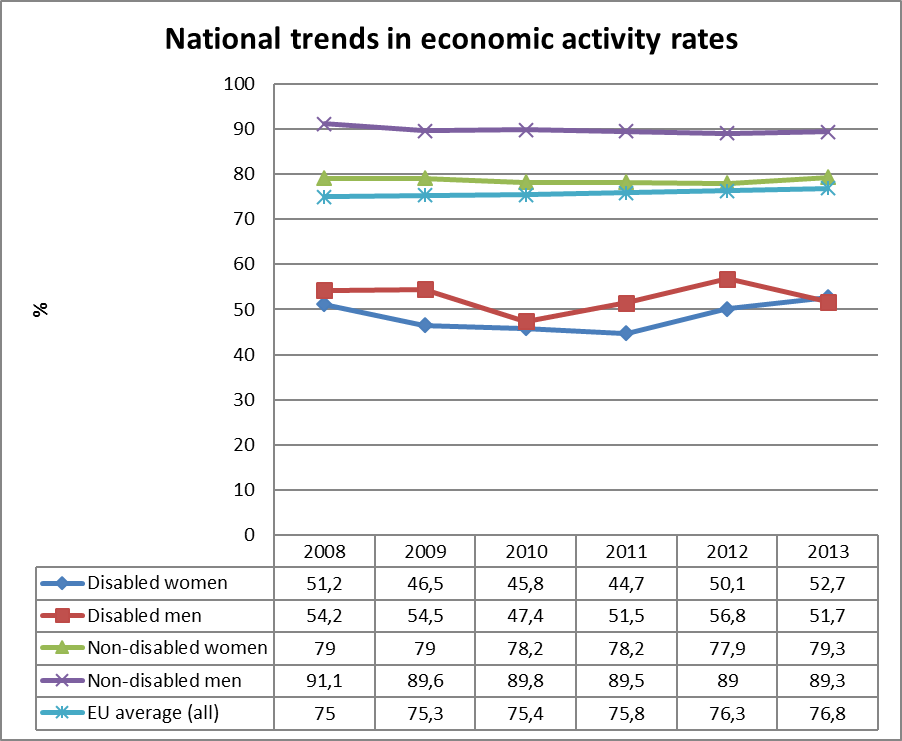 National trends in economic activity rates
%
100
90
80
70
60
50
40
30
20
10
0
2008 2009 2010 2011 2012 2013
Disabled women 51,2 46,5 45,8 44,7 50,1 52,7
Disabled men 54,2 54,5 47,4 51,5 56,8 51,7
Non-disabled women 79 79 78,2 78,2 77,9 79,3
Non-disabled men 91,1 89,6 89,8 89,5 89 89,3
EU average (all) 75 75,3 75,4 75,8 76,3 76,8